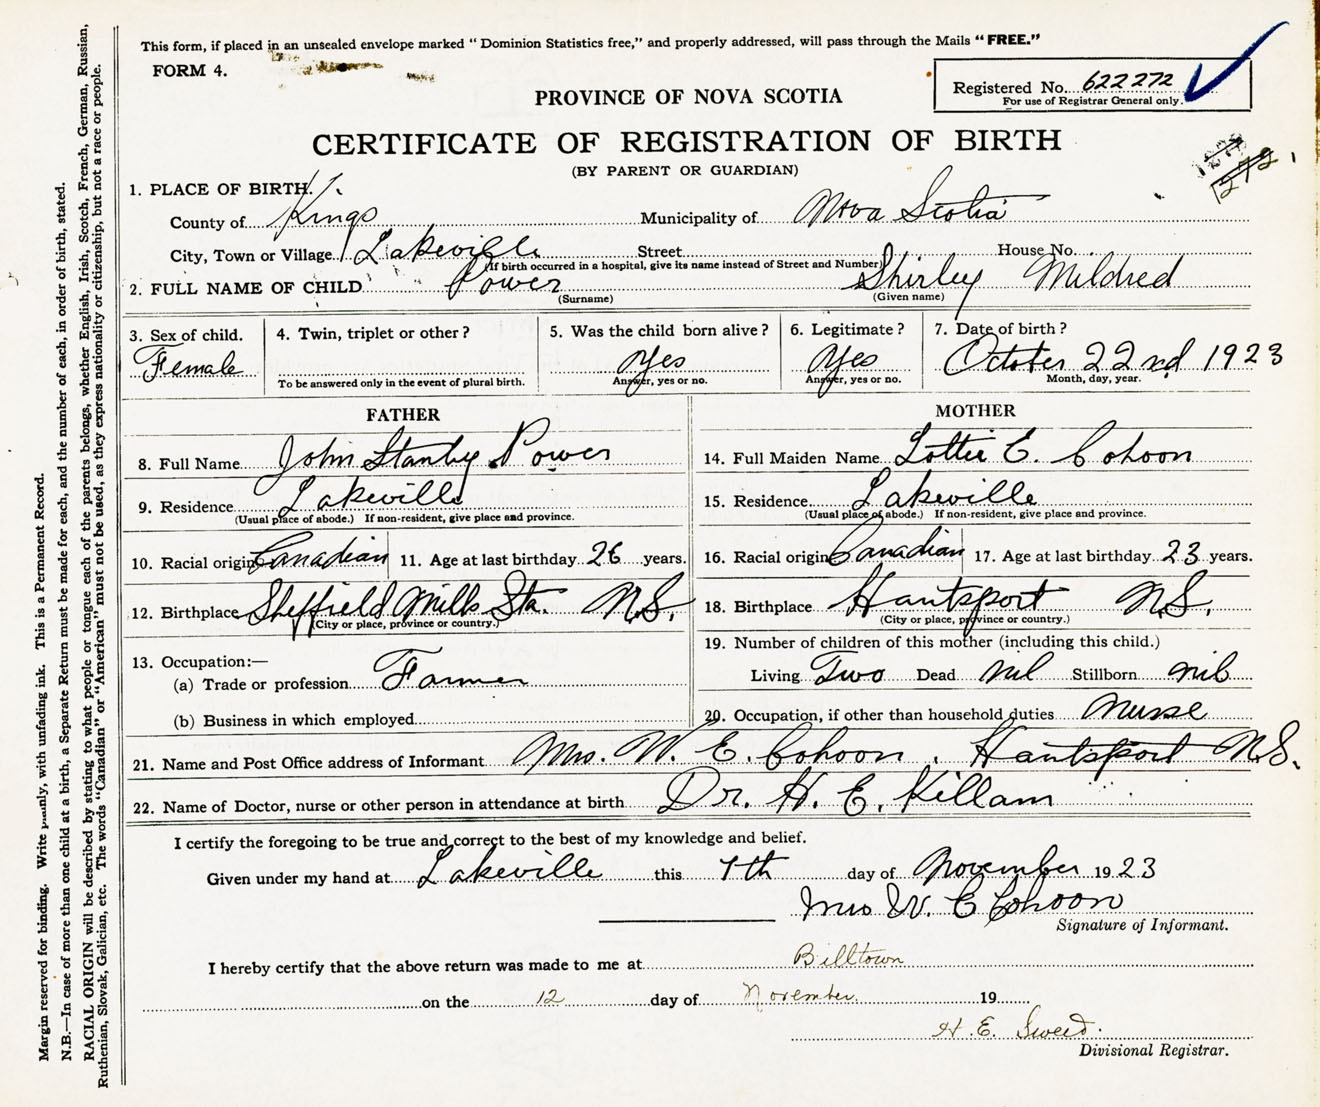 This form, if placed in an unsealed envelope marked "Dominion Statistics free," and properly addressed, will pass through the Mails "FREE."
FORM 4.
Registered No. 622272
For use of Registrar General only.
PROVINCE OF NOVA SCOTIA
CERTIFICATE OF REGISTRATION OF BIRTH
(BY PARENT OR GUARDIAN)
272
1. PLACE OF BIRTH.
County of Kings Municipality of Nova Scotia
City, Town or Village Lakeville Street House No.
(If birth occurred in a hospital, give its name instead of Street and Number)
2. FULL NAME OF CHILD Power Shirley Mildred
(Surname) (Given name)
3. Sex of child. 4. Twin, triplet or other? 5. Was the child born alive? 6. Legitimate? 7. Date of birth?
Female Yes Yes October 22nd 1923
To be answered only in the event of plural birth. Answer, yes or no. Answer, yes or no. Month, day, year.
FATHER MOTHER
8. Full Name John Stanley Power
9. Residence Lakeville
(Usual place of abode.) If non-resident, give place and province.
10. Racial origin Canadian 11. Age at last birthday 26 years.
12. Birthplace Sheffield Mills Sta. N.S.
(City or place, province or country.)
13. Occupation:—
(a) Trade or profession Farmer
(b) Business in which employed
14. Full Maiden Name Lottie E. Cohoon
15. Residence Lakeville
(Usual place of abode.) If non-resident, give place and province.
16. Racial origin Canadian 17. Age at last birthday 23 years.
18. Birthplace Hantsport N.S.
(City or place, province or country.)
19. Number of children of this mother (including this child.)
Living Two Dead nil Stillborn nil
20. Occupation, if other than household duties Nurse
21. Name and Post Office address of Informant Mrs. W. E. Cohoon, Hantsport N.S.
22. Name of Doctor, nurse or other person in attendance at birth Dr. H. E. Killam
I certify the foregoing to be true and correct to the best of my knowledge and belief.
Given under my hand at Lakeville this 7th day of November 1923
Mrs W. E Cohoon
Signature of Informant.
I hereby certify that the above return was made to me at Billtown
on the 12 day of November. 19
H. E. Sweed.
Divisional Registrar.
Margin reserved for binding. Write plainly, with unfading ink. This is a Permanent Record.
N.B.—In case of more than one child at a birth, a Separate Return must be made for each, and the number of each, in order of birth, stated.
RACIAL ORIGIN will be described by stating to what people or tongue each of the parents belongs, whether English, Irish, Scotch, French, German, Russian,
Ruthenian, Slovak, Galician, etc. The words "Canadian" or "American" must not be used, as they express nationality or citizenship, but not a race or people.